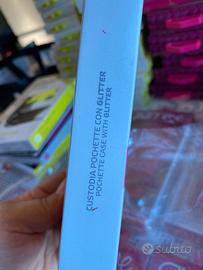 CUSTODIA POCHETTE CON GLITTER
POCHETTE CASE WITH GLITTER
subito